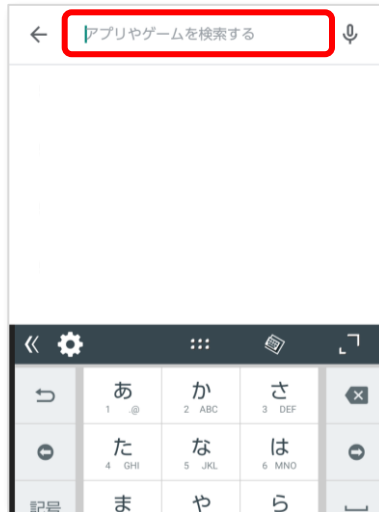 アプリやゲームを検索する
あ か さ
1 .@ 2 ABC 3 DEF
た な は
4 GHI 5 JKL 6 MNO
記号 ま や ら